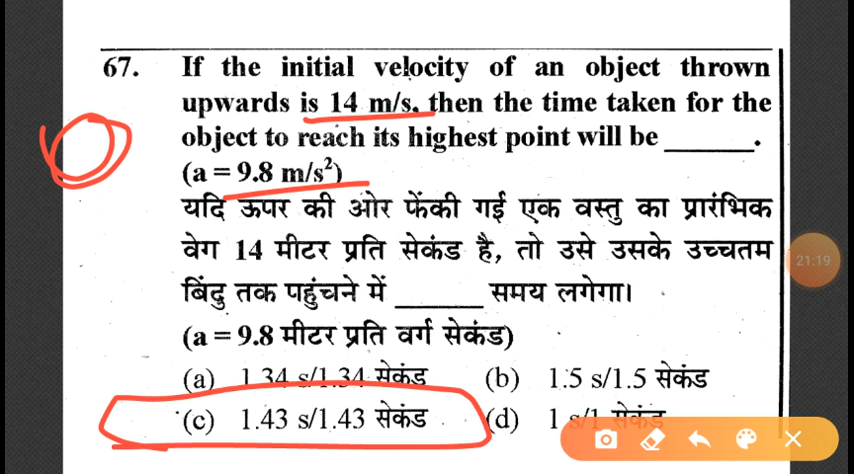 67. If the initial velocity of an object thrown
upwards is 14 m/s, then the time taken for the
object to reach its highest point will be ______.
(a = 9.8 m/s²)
यदि ऊपर की ओर फेंकी गई एक वस्तु का प्रारंभिक
वेग 14 मीटर प्रति सेकंड है, तो उसे उसके उच्चतम
बिंदु तक पहुंचने में ______ समय लगेगा।
(a = 9.8 मीटर प्रति वर्ग सेकंड)
(a) 1.34 s/1.34 सेकंड (b) 1.5 s/1.5 सेकंड
(c) 1.43 s/1.43 सेकंड (d) 1 s/1 सेकंड
21:19